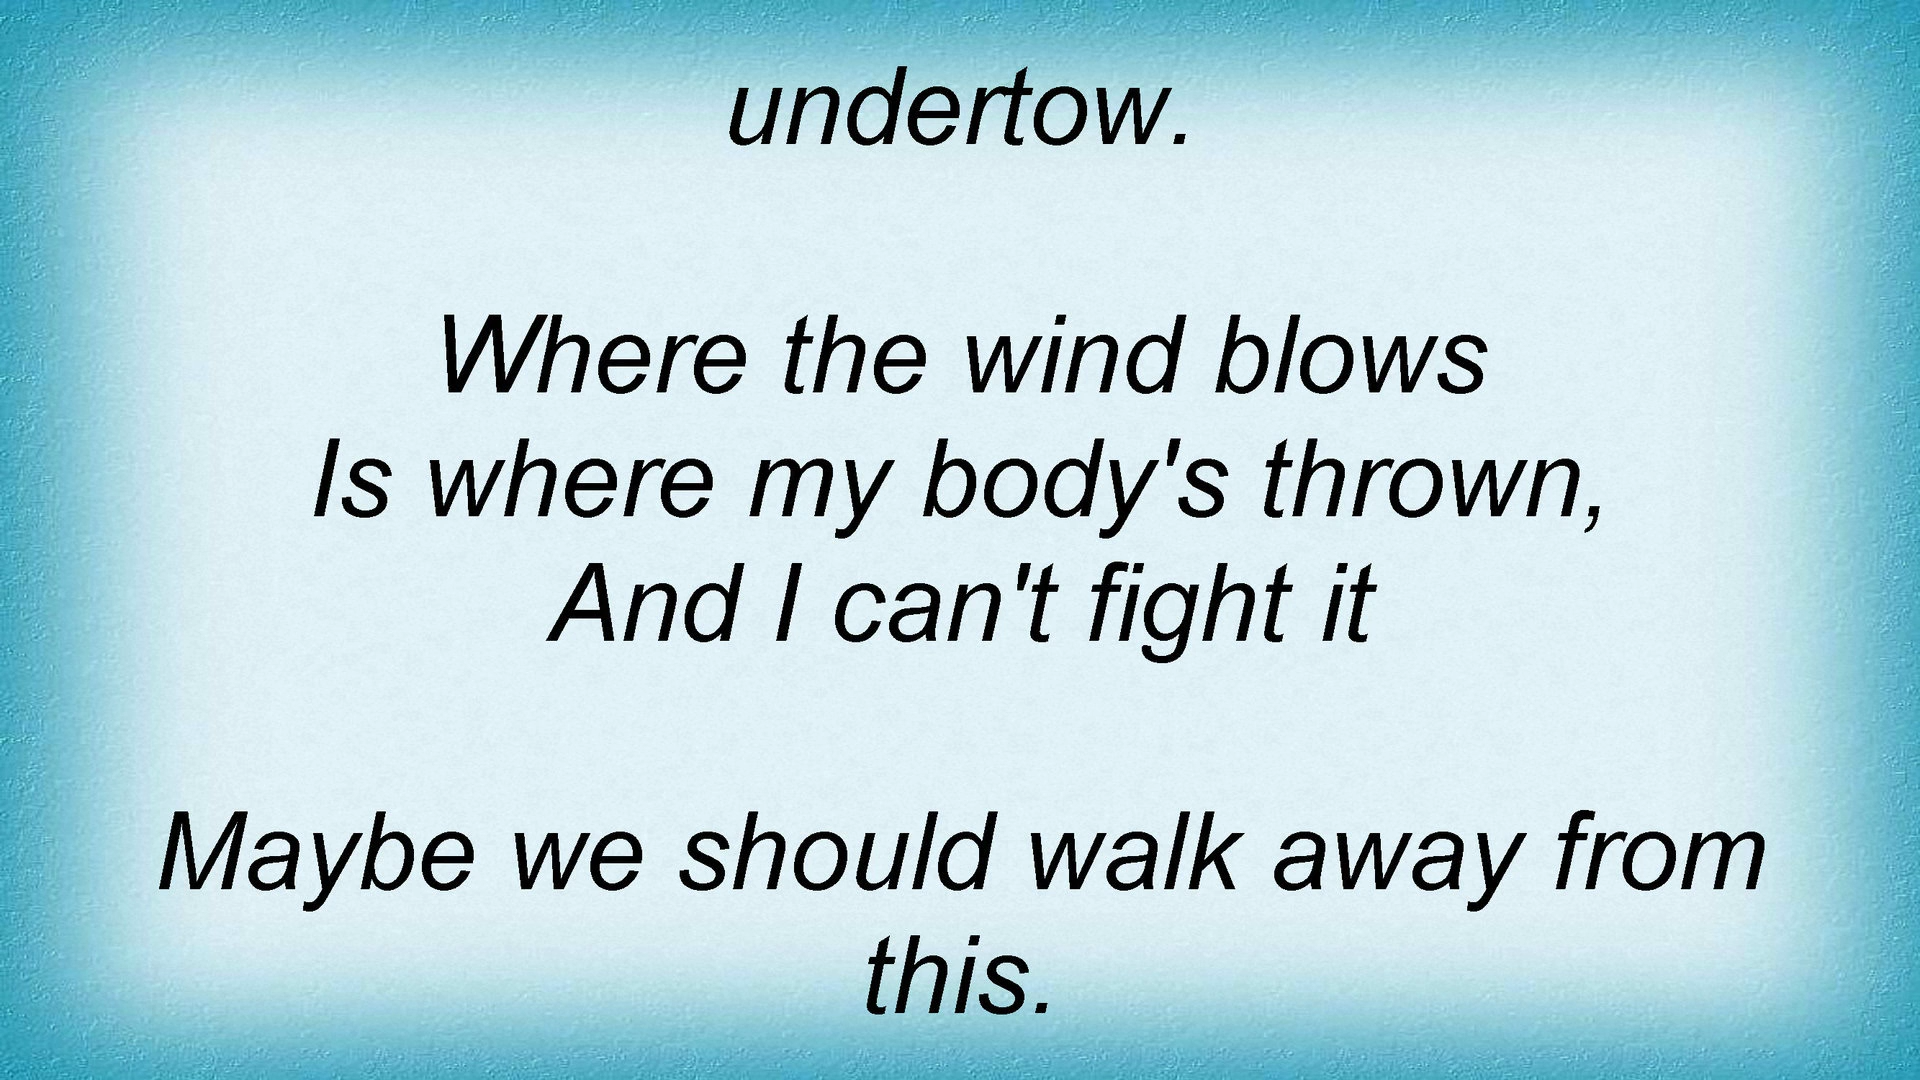 undertow.
Where the wind blows
Is where my body's thrown,
And I can't fight it
Maybe we should walk away from
this.